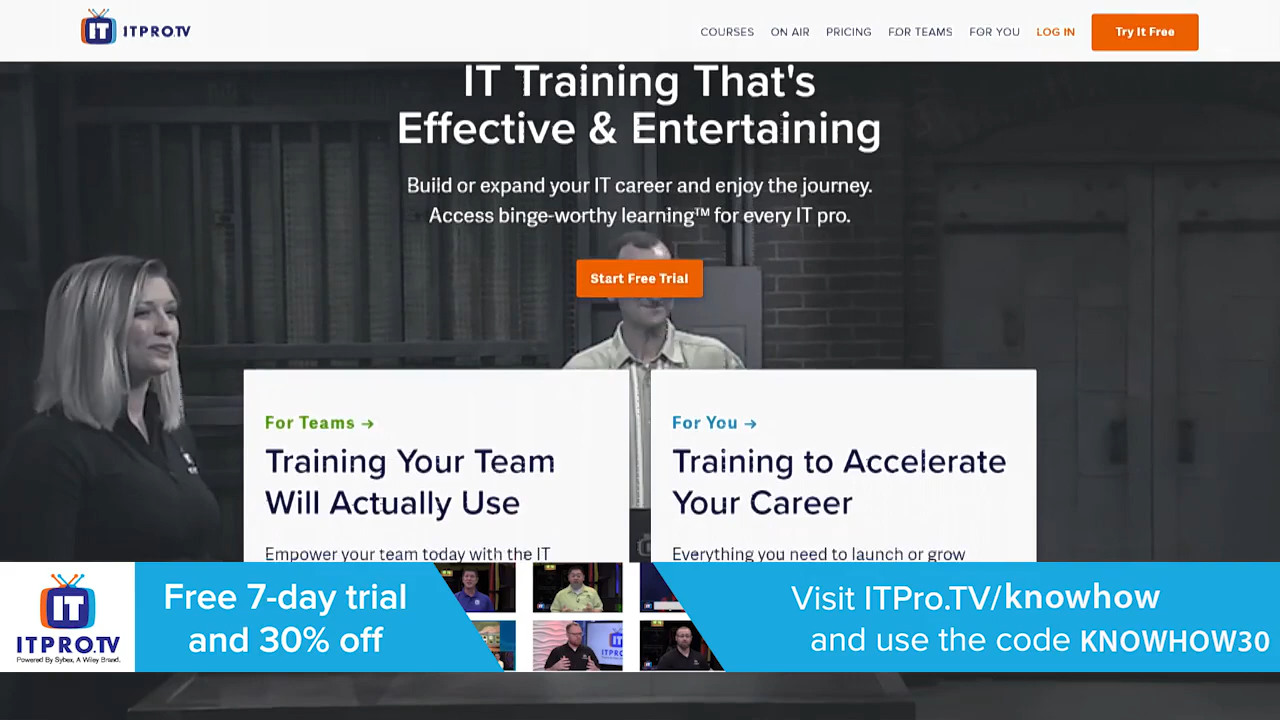 IT ITPRO.TV
COURSES ON AIR PRICING FOR TEAMS FOR YOU LOG IN Try It Free
IT Training That's
Effective & Entertaining
Build or expand your IT career and enjoy the journey.
Access binge-worthy learning™ for every IT pro.
Start Free Trial
For Teams →
Training Your Team
Will Actually Use
Empower your team today with the IT
For You →
Training to Accelerate
Your Career
Everything you need to launch or grow
IT
ITPRO.TV
Powered By Sybex, A Wiley Brand.
Free 7-day trial
and 30% off
Visit ITPro.TV/knowhow
and use the code KNOWHOW30